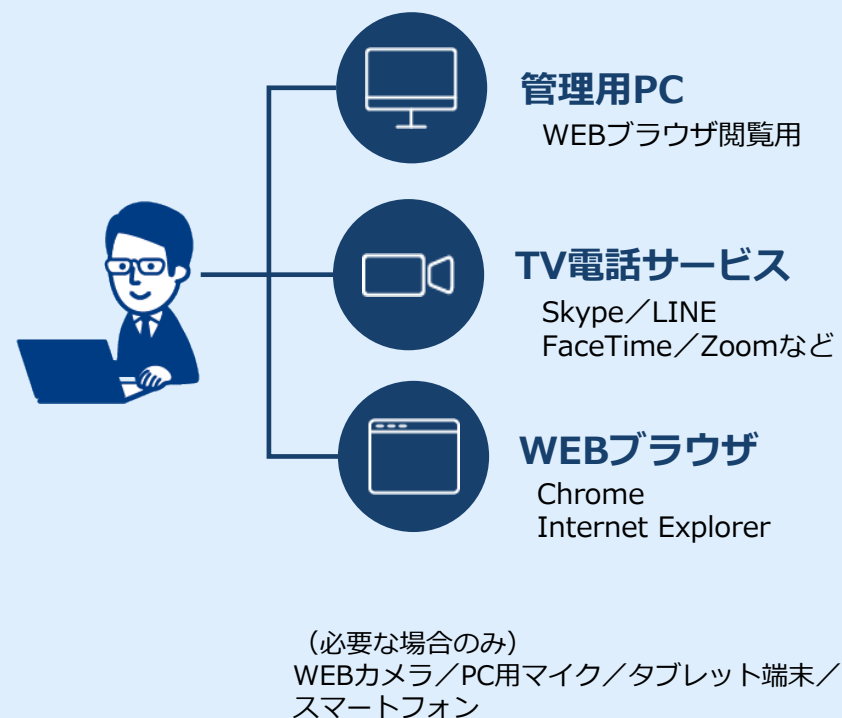 管理用PC
WEBブラウザ閲覧用
TV電話サービス
Skype／LINE
FaceTime／Zoomなど
WEBブラウザ
Chrome
Internet Explorer
（必要な場合のみ）
WEBカメラ／PC用マイク／タブレット端末／
スマートフォン